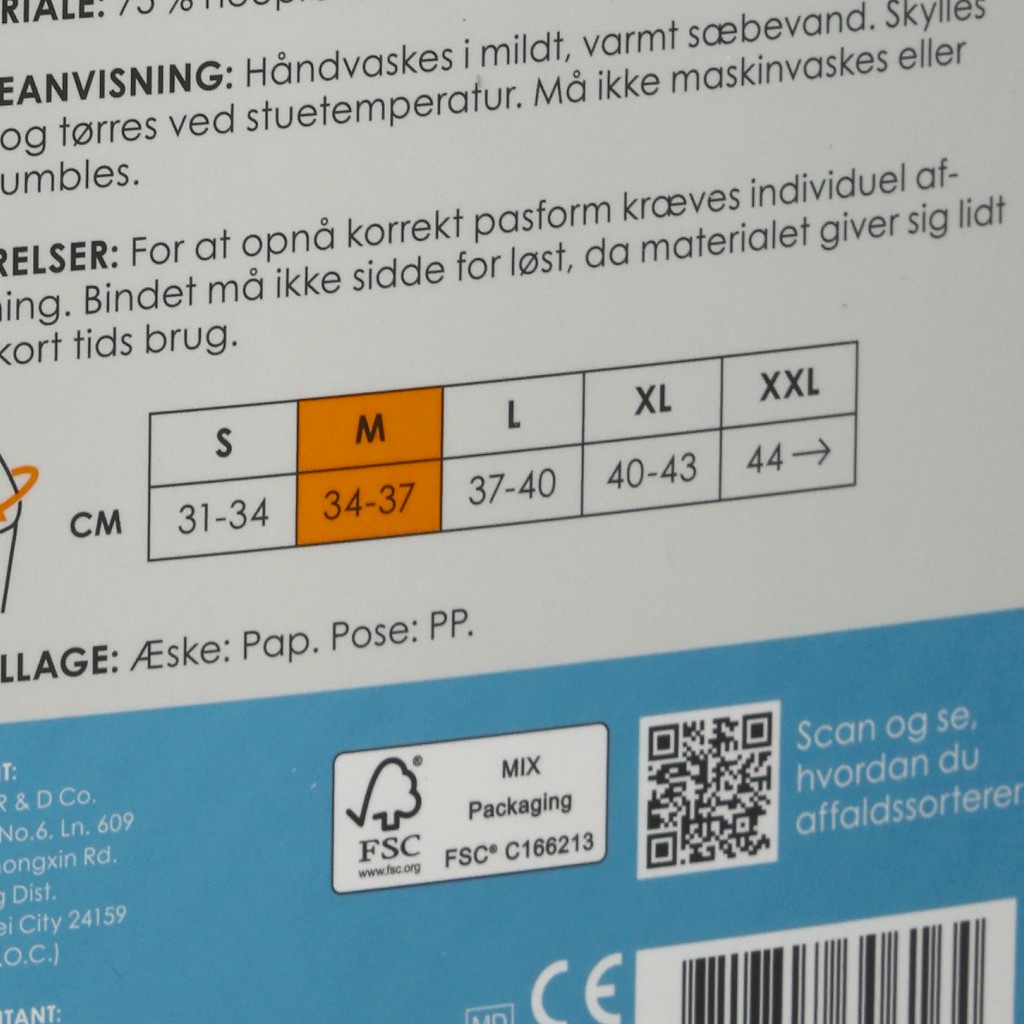 RIALE: 75 %
EANVISNING: Håndvaskes i mildt, varmt sæbevand. Skylles
og tørres ved stuetemperatur. Må ikke maskinvaskes eller
umbles.
RELSER: For at opnå korrekt pasform kræves individuel af-
ning. Bindet må ikke sidde for løst, da materialet giver sig lidt
kort tids brug.
S M L XL XXL
CM 31-34 34-37 37-40 40-43 44→
LLAGE: Æske: Pap. Pose: PP.
T:
R & D Co.
No.6, Ln. 609
ongxin Rd.
g Dist.
ei City 24159
.O.C.)
TANT:
FSC®
www.fsc.org
MIX
Packaging
FSC® C166213
Scan og se,
hvordan du
affaldssorterer
MD
CE